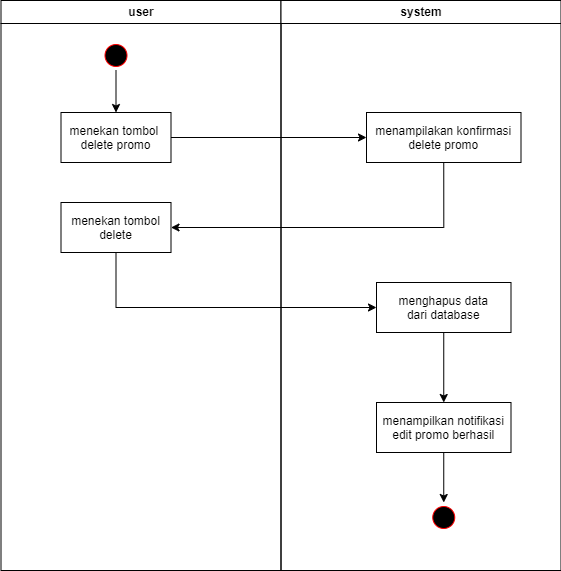 user
system
menekan tombol
delete promo
menampilakan konfirmasi
delete promo
menekan tombol
delete
menghapus data
dari database
menampilkan notifikasi
edit promo berhasil